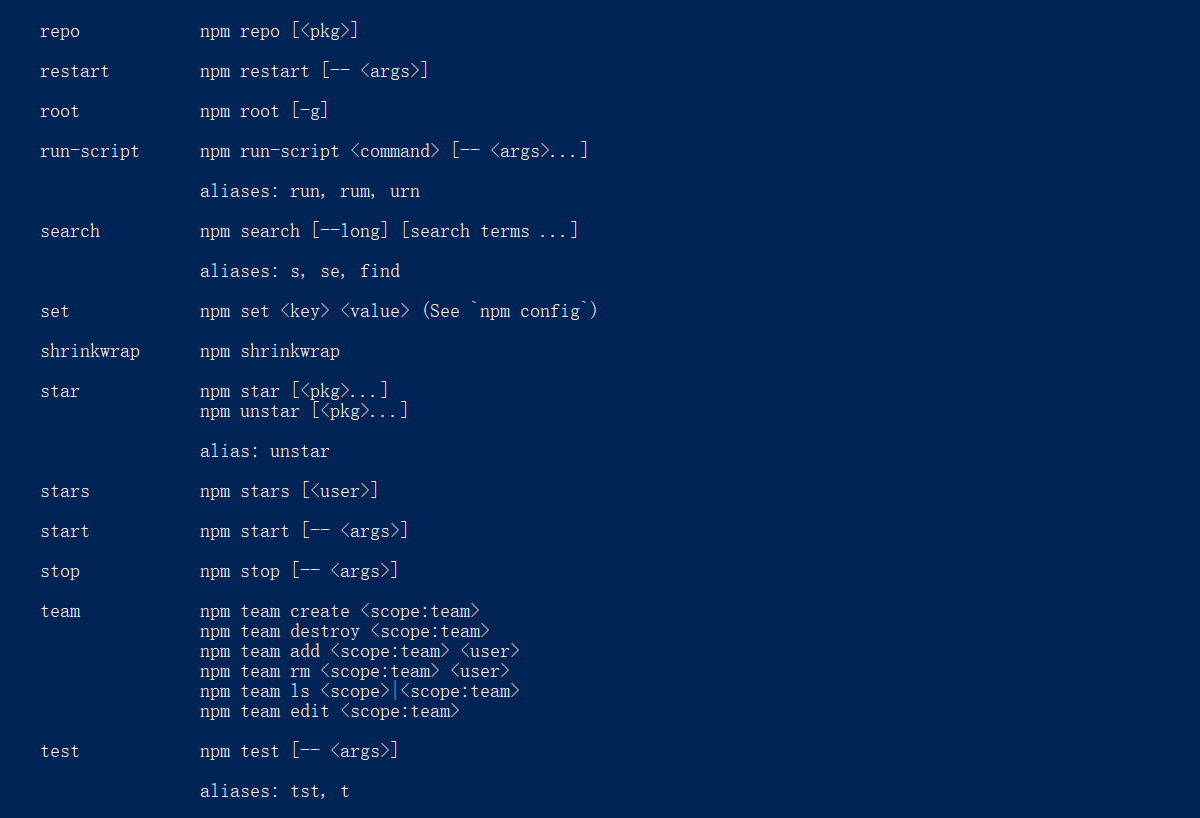 repo            npm repo [<pkg>]
restart         npm restart [-- <args>]
root            npm root [-g]
run-script      npm run-script <command> [-- <args>...]
                aliases: run, rum, urn
search          npm search [--long] [search terms ...]
                aliases: s, se, find
set             npm set <key> <value> (See `npm config`)
shrinkwrap      npm shrinkwrap
star            npm star [<pkg>...]
                npm unstar [<pkg>...]
                alias: unstar
stars           npm stars [<user>]
start           npm start [-- <args>]
stop            npm stop [-- <args>]
team            npm team create <scope:team>
                npm team destroy <scope:team>
                npm team add <scope:team> <user>
                npm team rm <scope:team> <user>
                npm team ls <scope>|<scope:team>
                npm team edit <scope:team>
test            npm test [-- <args>]
                aliases: tst, t